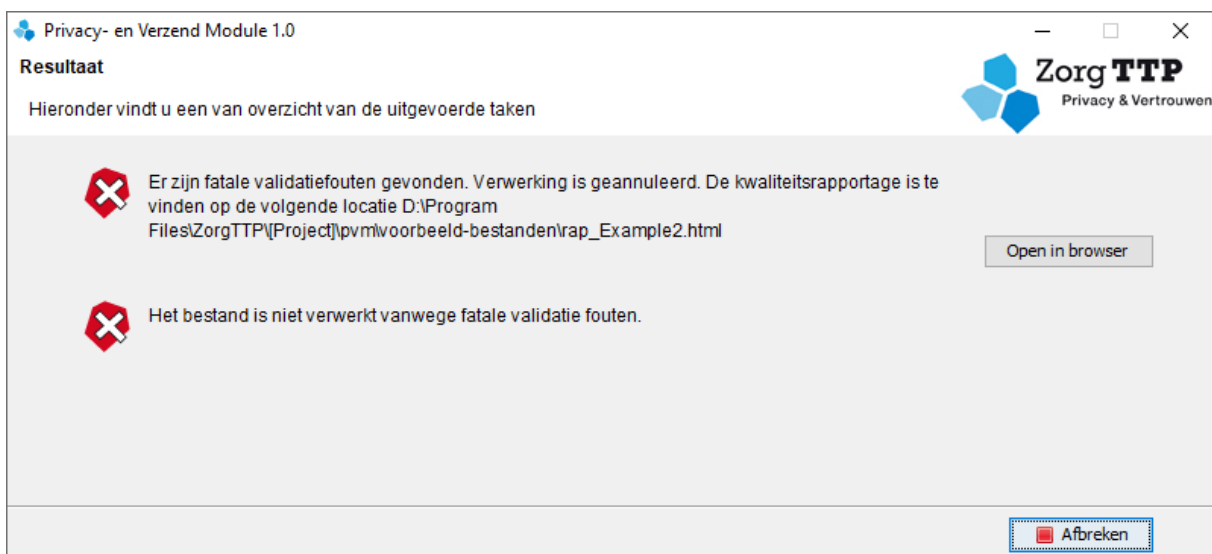 Privacy- en Verzend Module 1.0
Resultaat
Zorg TTP
Privacy & Vertrouwen
Hieronder vindt u een van overzicht van de uitgevoerde taken
Er zijn fatale validatiefouten gevonden. Verwerking is geannuleerd. De kwaliteitsrapportage is te
vinden op de volgende locatie D:\Program
Files\ZorgTTP\[Project]\pvm\voorbeeld-bestanden\rap_Example2.html
Open in browser
Het bestand is niet verwerkt vanwege fatale validatie fouten.
Afbreken